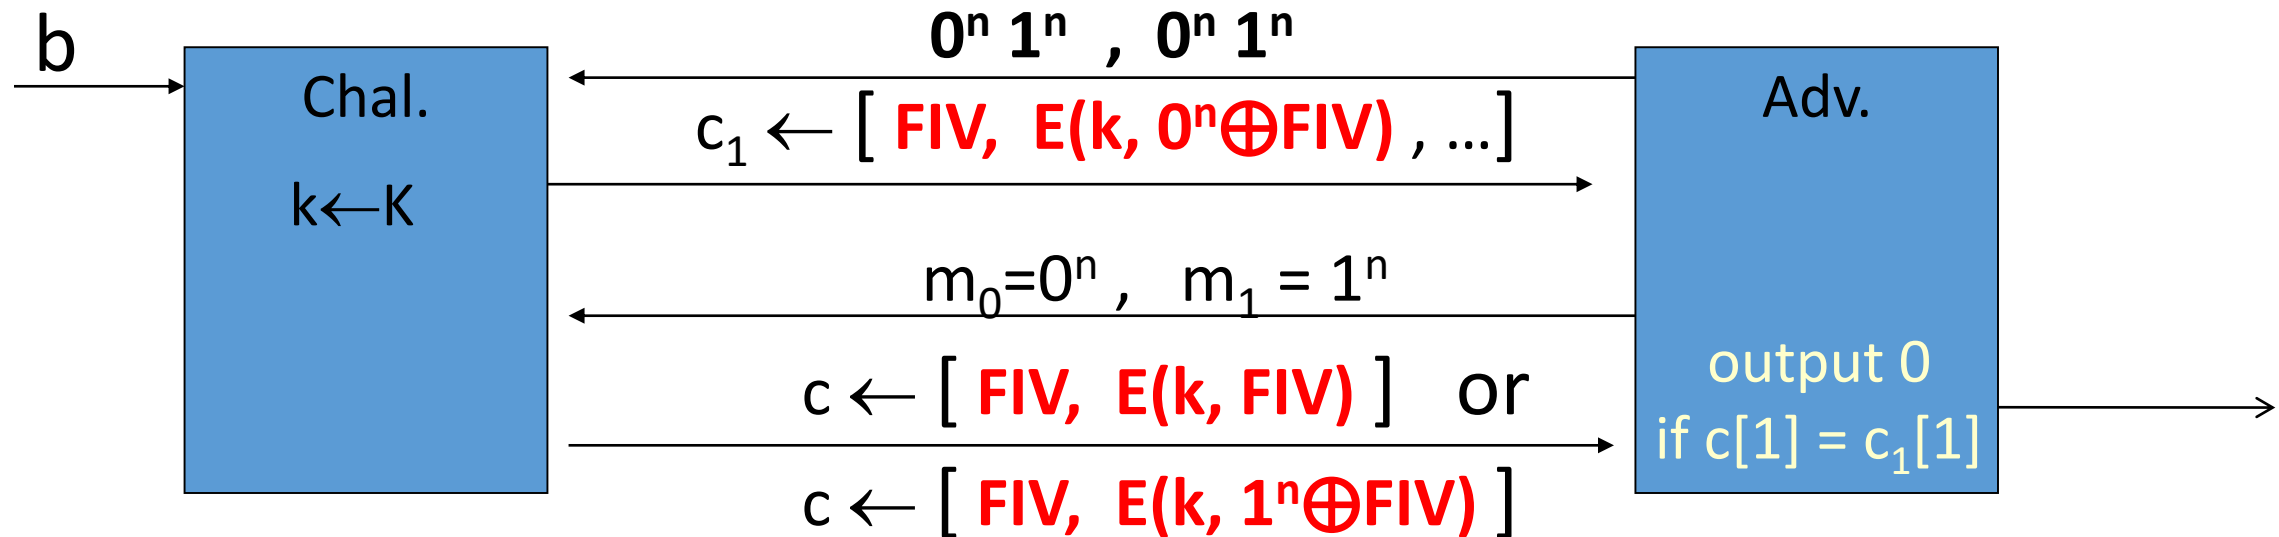 b
Chal.
k←K
0ⁿ 1ⁿ , 0ⁿ 1ⁿ
c₁ ← [ FIV, E(k, 0ⁿ⊕FIV) , …]
m₀=0ⁿ , m₁ = 1ⁿ
c ← [ FIV, E(k, FIV) ] or
c ← [ FIV, E(k, 1ⁿ⊕FIV) ]
Adv.
output 0
if c[1] = c₁[1]